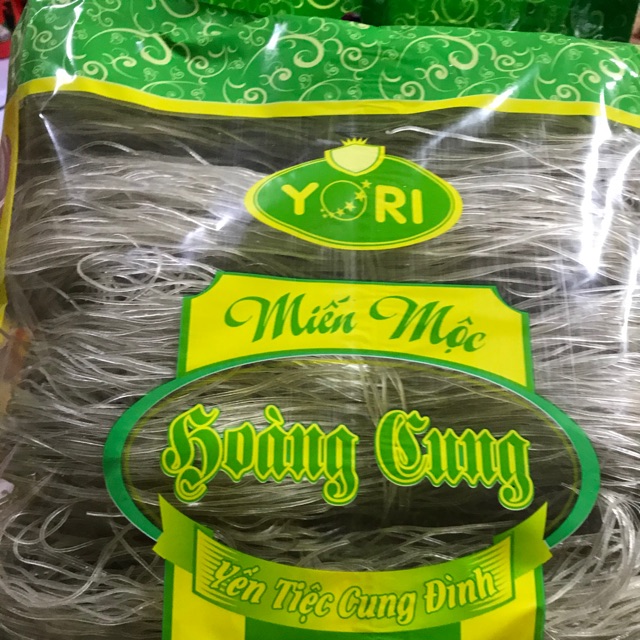 YORI
Miến Mộc
Hoàng Cung
Yến Tiệc Cung Đình